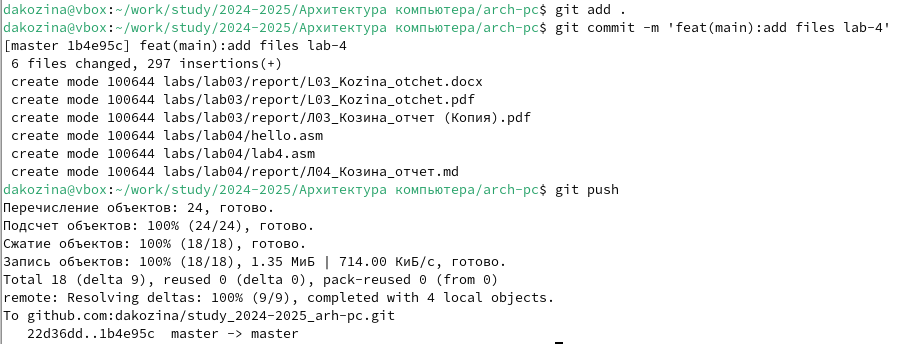 dakozina@vbox:~/work/study/2024-2025/Архитектура компьютера/arch-pc$ git add .
dakozina@vbox:~/work/study/2024-2025/Архитектура компьютера/arch-pc$ git commit -m 'feat(main):add files lab-4'
[master 1b4e95c] feat(main):add files lab-4
6 files changed, 297 insertions(+)
create mode 100644 labs/lab03/report/L03_Kozina_otchet.docx
create mode 100644 labs/lab03/report/L03_Kozina_otchet.pdf
create mode 100644 labs/lab03/report/Л03_Козина_отчет (Копия).pdf
create mode 100644 labs/lab04/hello.asm
create mode 100644 labs/lab04/lab4.asm
create mode 100644 labs/lab04/report/Л04_Козина_отчет.md
dakozina@vbox:~/work/study/2024-2025/Архитектура компьютера/arch-pc$ git push
Перечисление объектов: 24, готово.
Подсчет объектов: 100% (24/24), готово.
Сжатие объектов: 100% (18/18), готово.
Запись объектов: 100% (18/18), 1.35 МиБ | 714.00 КиБ/с, готово.
Total 18 (delta 9), reused 0 (delta 0), pack-reused 0 (from 0)
remote: Resolving deltas: 100% (9/9), completed with 4 local objects.
To github.com:dakozina/study_2024-2025_arh-pc.git
22d36dd..1b4e95c  master -> master